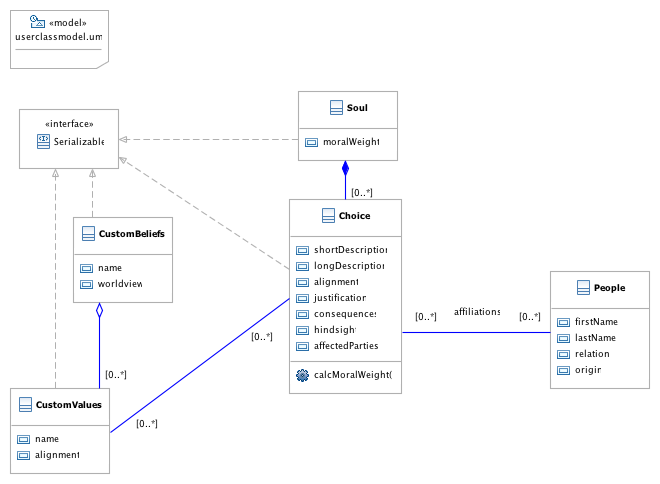 «model»
userclassmodel.um
«interface»
Serializable
Soul
moralWeight
[0..*]
Choice
shortDescription
longDescription
alignment
justification
consequences
hindsight
affectedParties
calcMoralWeight(
CustomBeliefs
name
worldview
[0..*]
CustomValues
name
alignment
[0..*]
[0..*]
[0..*]
affiliations
[0..*]
People
firstName
lastName
relation
origin